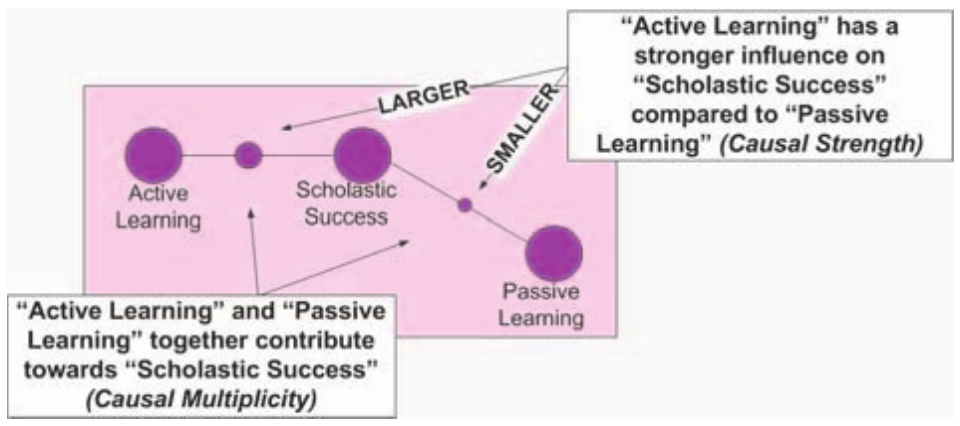 “Active Learning” has a
stronger influence on
“Scholastic Success”
compared to “Passive
Learning” (Causal Strength)
LARGER
SMALLER
Active
Learning
Scholastic
Success
Passive
Learning
“Active Learning” and “Passive
Learning” together contribute
towards “Scholastic Success”
(Causal Multiplicity)